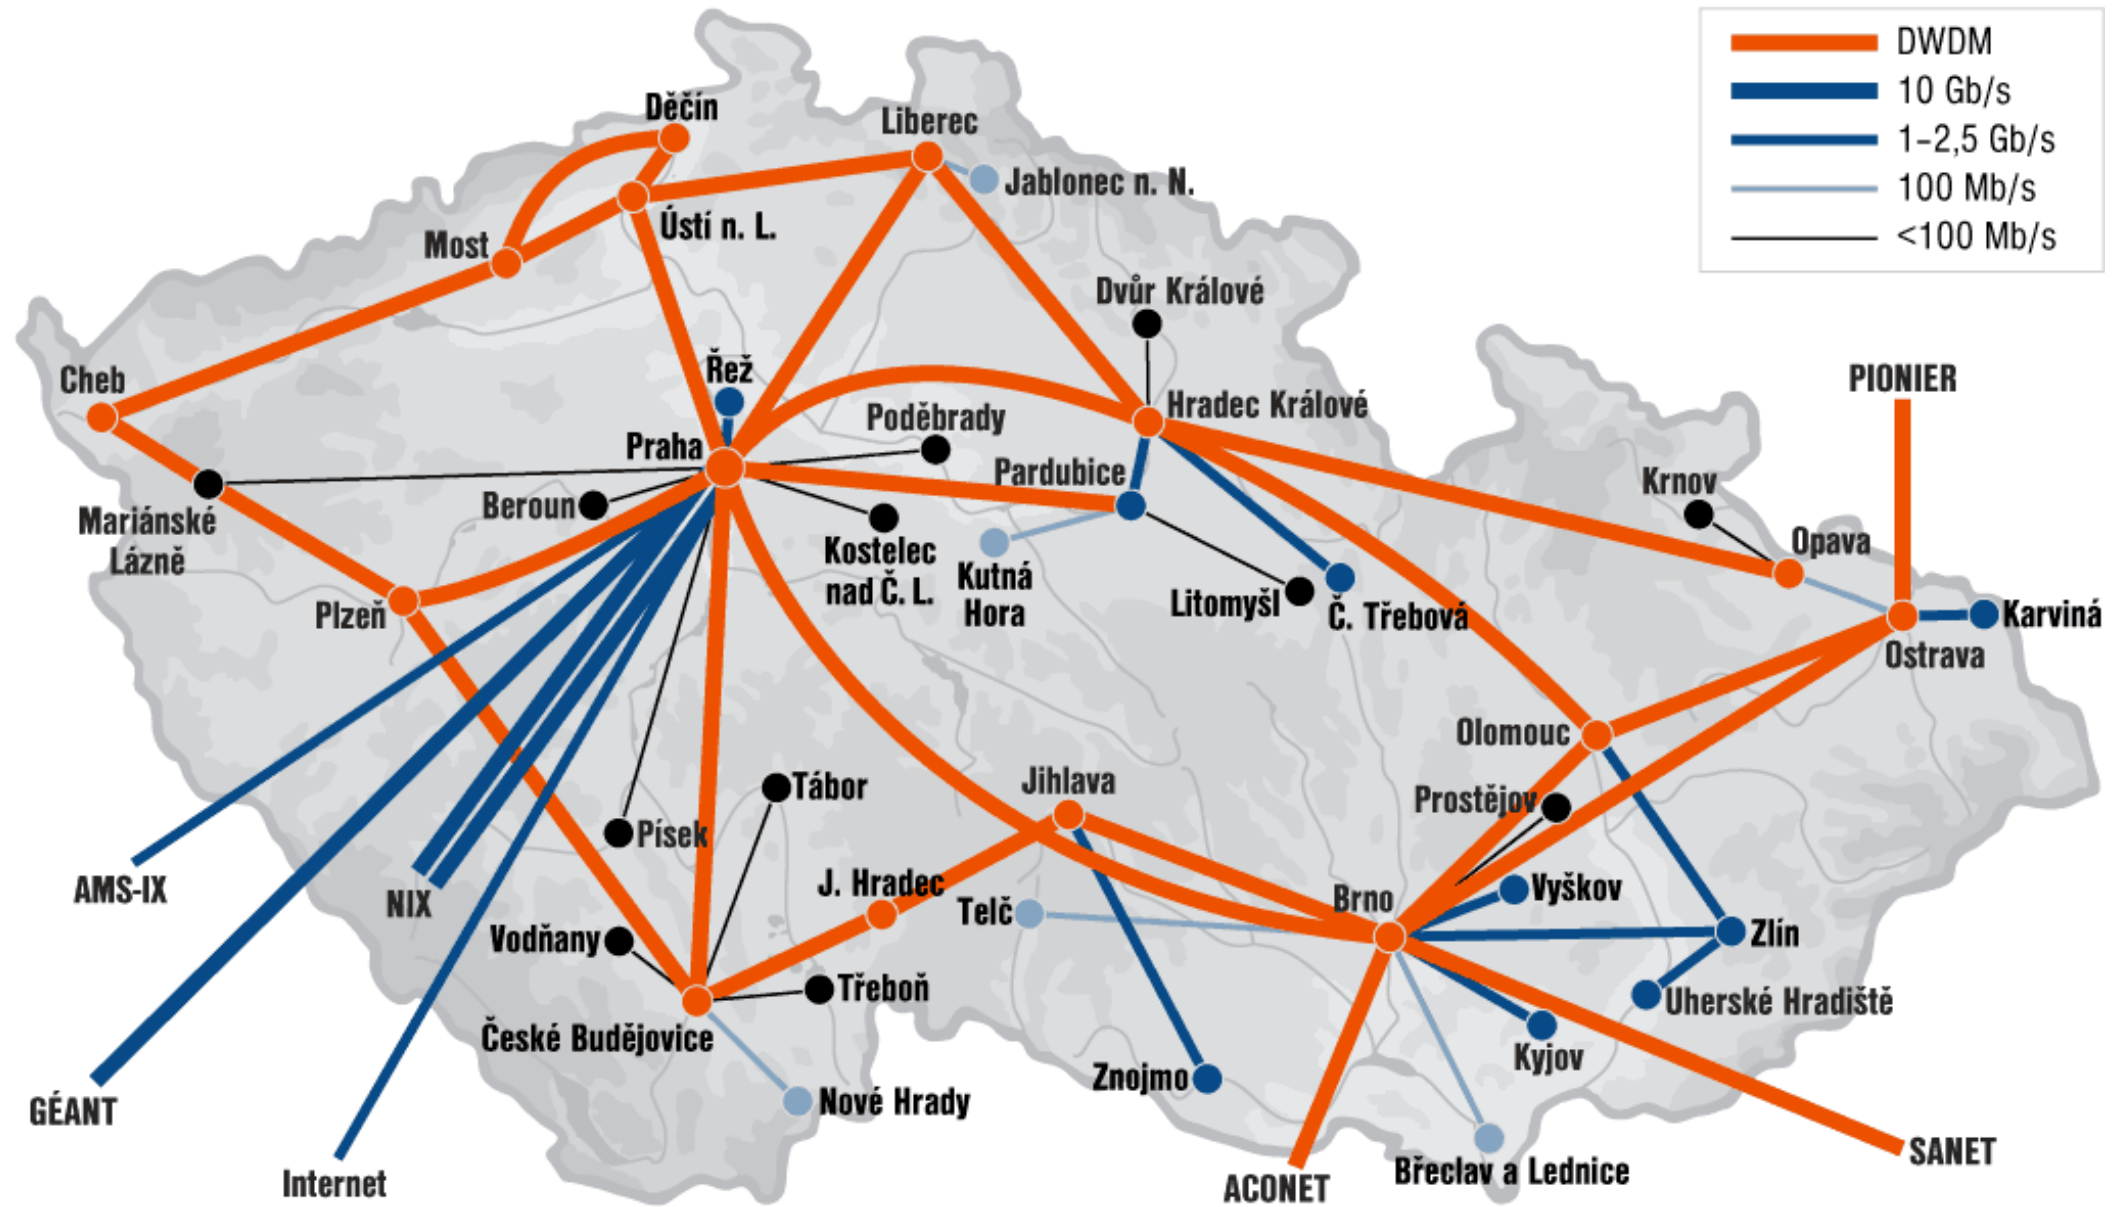 DWDM
10 Gb/s
1–2,5 Gb/s
100 Mb/s
<100 Mb/s
Děčín
Liberec
Jablonec n. N.
Ústí n. L.
Most
Dvůr Králové
Cheb
Řež
PIONIER
Hradec Králové
Poděbrady
Praha
Pardubice
Krnov
Beroun
Mariánské
Lázně
Opava
Kostelec
nad Č. L.
Kutná
Hora
Litomyšl
Č. Třebová
Plzeň
Karviná
Ostrava
Olomouc
Jihlava
Tábor
Prostějov
Písek
AMS-IX
NIX
J. Hradec
Telč
Brno
Vyškov
Vodňany
Zlín
Třeboň
Uherské Hradiště
České Budějovice
Kyjov
Znojmo
Nové Hrady
GÉANT
SANET
Internet
ACONET
Břeclav a Lednice